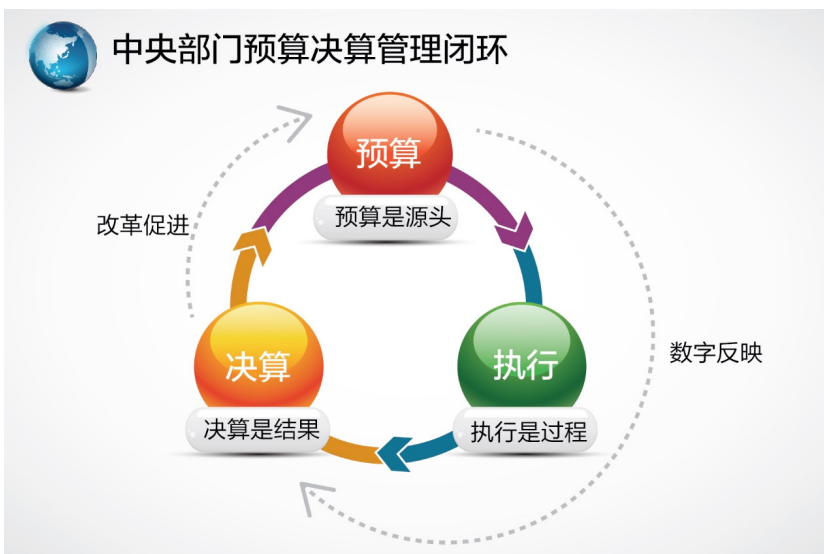 中央部门预算决算管理闭环
预算
预算是源头
改革促进
数字反映
决算
决算是结果
执行
执行是过程